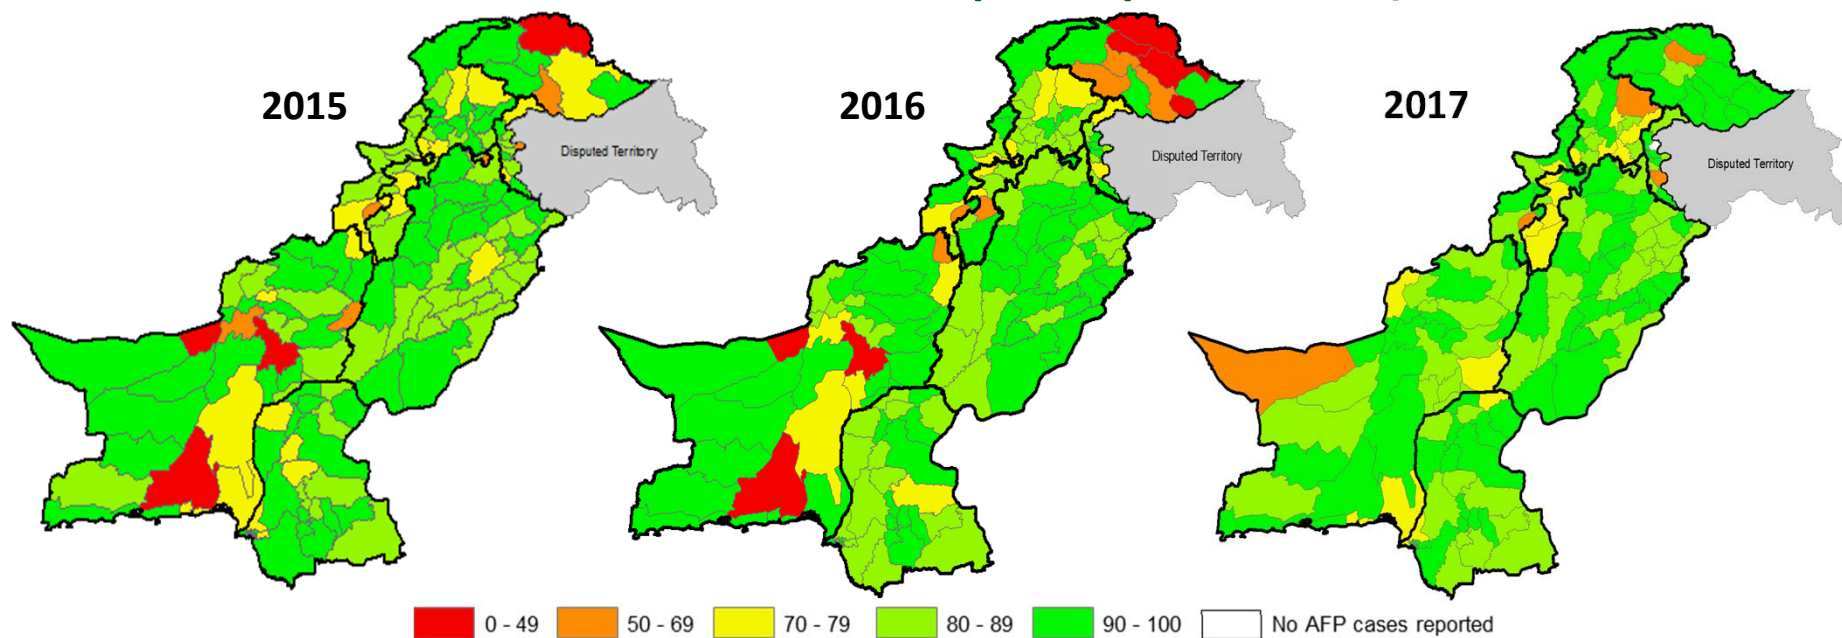 2015
2016
2017
Disputed Territory
Disputed Territory
Disputed Territory
0 - 49
50 - 69
70 - 79
80 - 89
90 - 100
No AFP cases reported